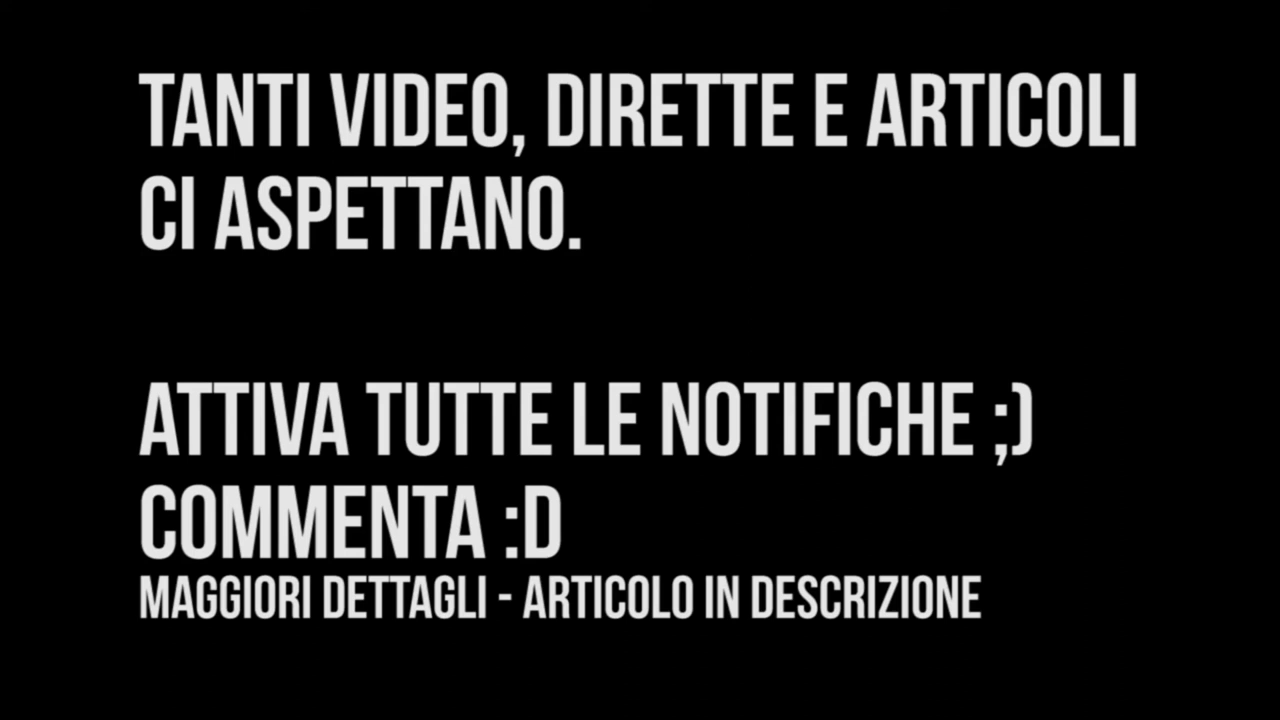 TANTI VIDEO, DIRETTE E ARTICOLI
CI ASPETTANO.
ATTIVA TUTTE LE NOTIFICHE ;)
COMMENTA :D
MAGGIORI DETTAGLI - ARTICOLO IN DESCRIZIONE